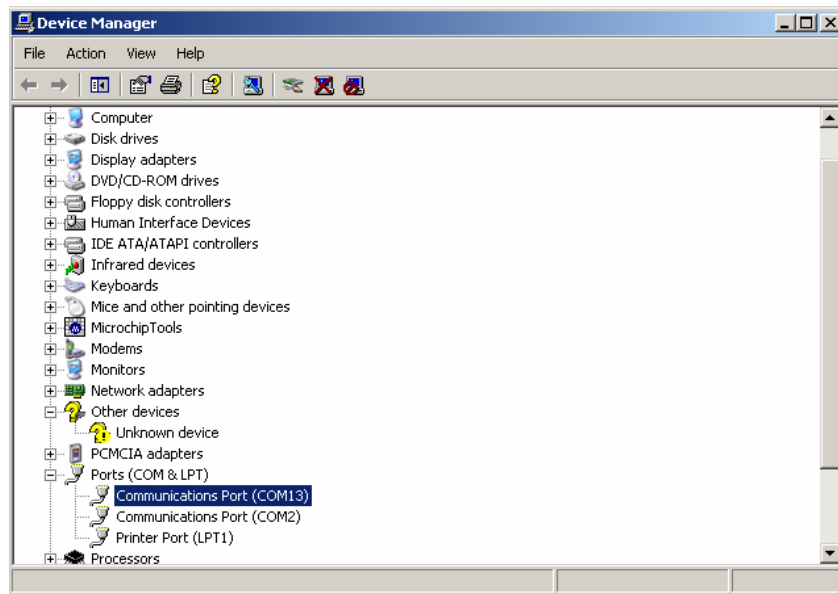 Device Manager
File Action View Help
Computer
Disk drives
Display adapters
DVD/CD-ROM drives
Floppy disk controllers
Human Interface Devices
IDE ATA/ATAPI controllers
Infrared devices
Keyboards
Mice and other pointing devices
MicrochipTools
Modems
Monitors
Network adapters
Other devices
Unknown device
PCMCIA adapters
Ports (COM & LPT)
Communications Port (COM13)
Communications Port (COM2)
Printer Port (LPT1)
Processors